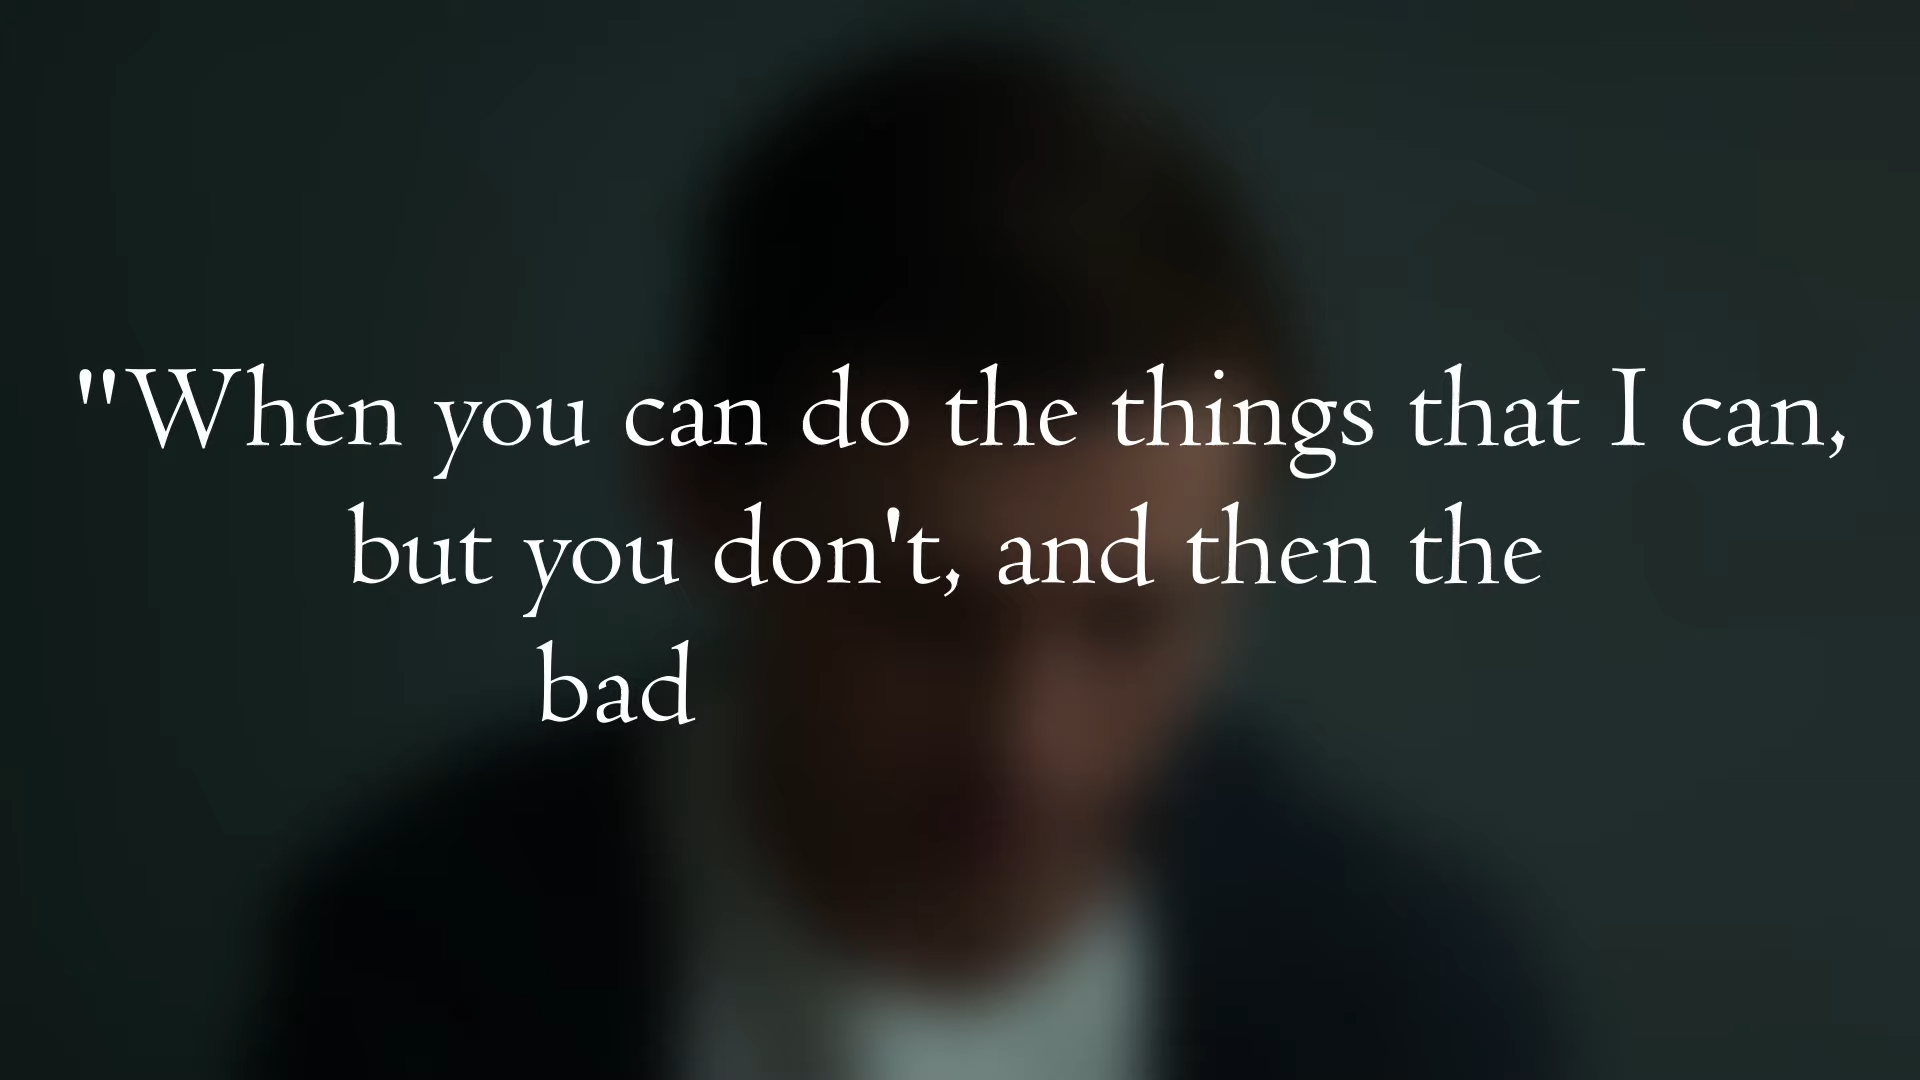 "When you can do the things that I can,
but you don't, and then the
bad